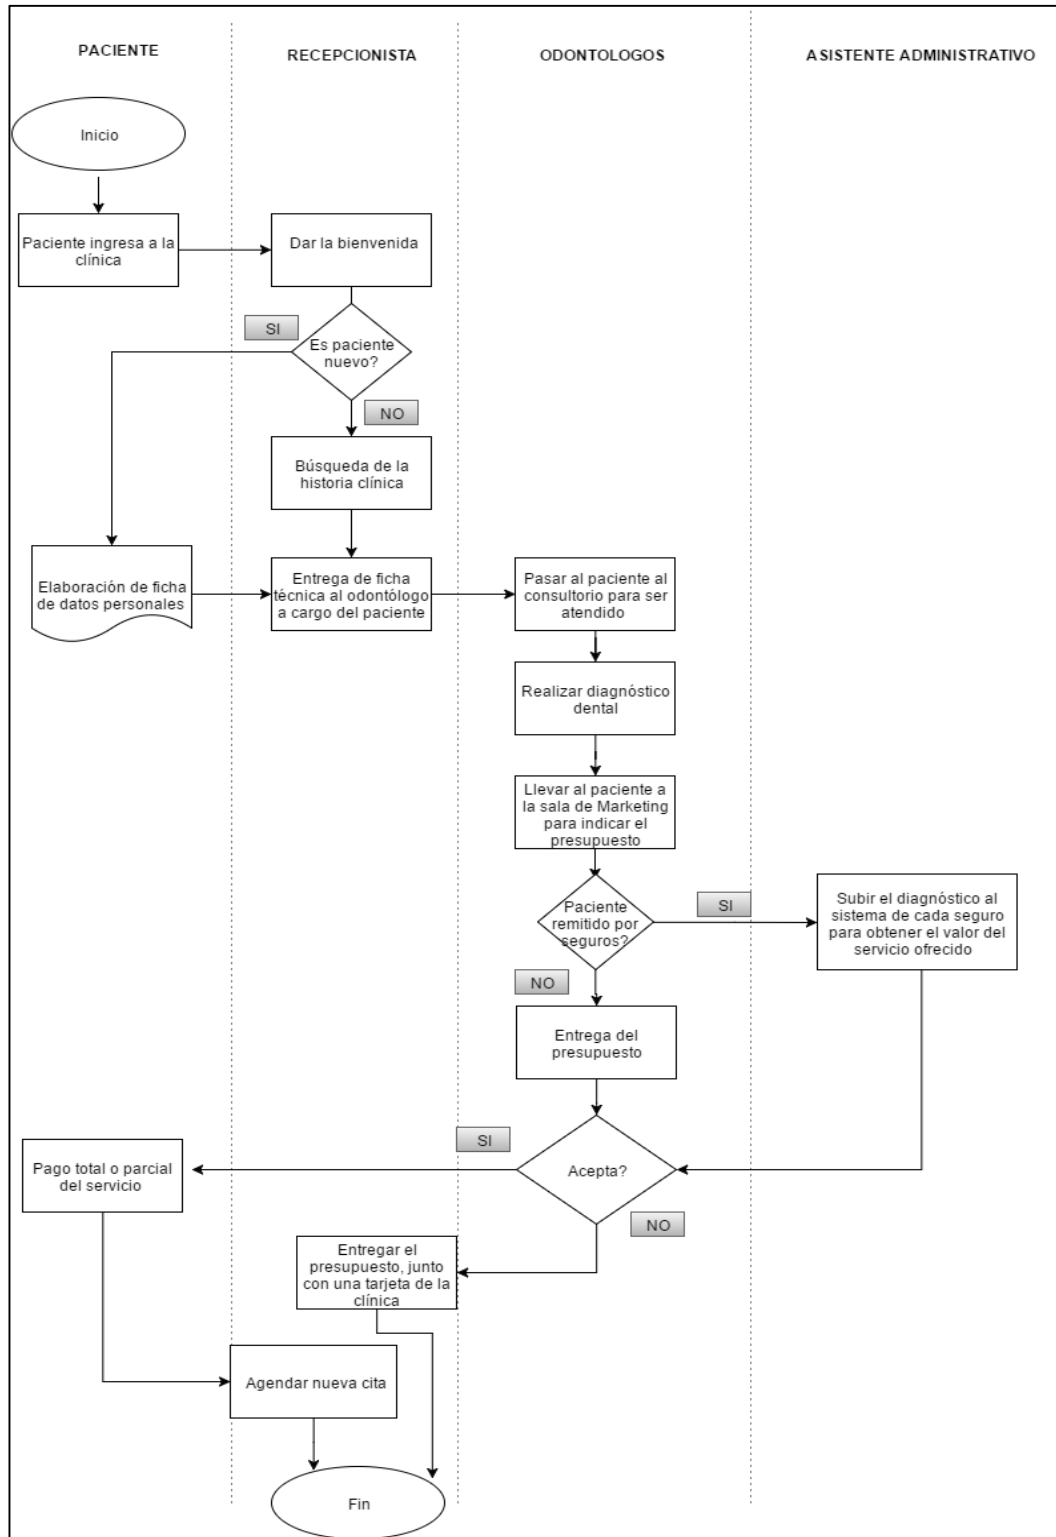 PACIENTE
RECEPCIONISTA
ODONTOLOGOS
ASISTENTE ADMINISTRATIVO
Inicio
Paciente ingresa a la
clínica
Dar la bienvenida
SI
Es paciente
nuevo?
NO
Búsqueda de la
historia clínica
Elaboración de ficha
de datos personales
Entrega de ficha
técnica al odontólogo
a cargo del paciente
Pasar al paciente al
consultorio para ser
atendido
Realizar diagnóstico
dental
Llevar al paciente a
la sala de Marketing
para indicar el
presupuesto
Paciente
remitido por
seguros?
SI
Subir el diagnóstico al
sistema de cada seguro
para obtener el valor del
servicio ofrecido
NO
Entrega del
presupuesto
SI
Acepta?
Pago total o parcial
del servicio
NO
Entregar el
presupuesto, junto
con una tarjeta de la
clínica
Agendar nueva cita
Fin